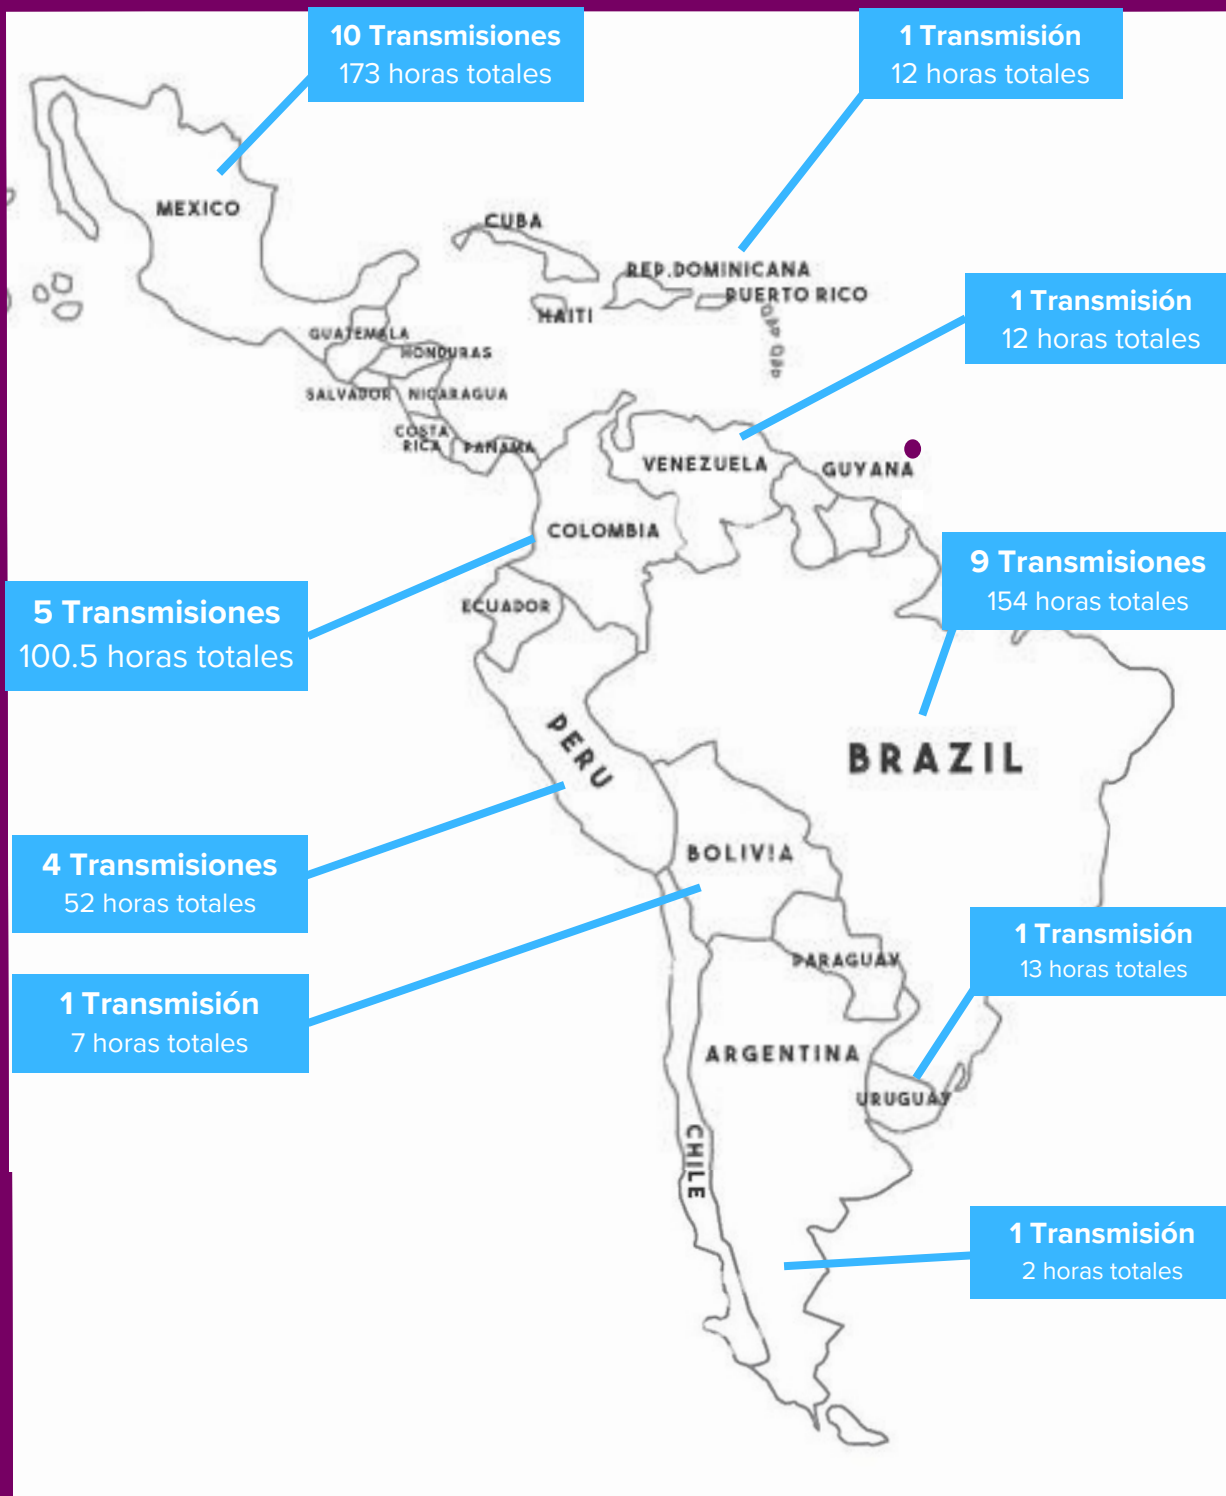 10 Transmisiones
173 horas totales
1 Transmisión
12 horas totales
MEXICO
CUBA
REP.DOMINICANA
PUERTO RICO
HAITI
1 Transmisión
12 horas totales
GUATEMALA
HONDURAS
SALVADOR
NICARAGUA
COSTA
RICA
PANAMA
VENEZUELA
GUYANA
COLOMBIA
9 Transmisiones
154 horas totales
5 Transmisiones
100.5 horas totales
ECUADOR
PERU
BRAZIL
4 Transmisiones
52 horas totales
BOLIVIA
1 Transmisión
13 horas totales
PARAGUAY
1 Transmisión
7 horas totales
ARGENTINA
URUGUAY
CHILE
1 Transmisión
2 horas totales